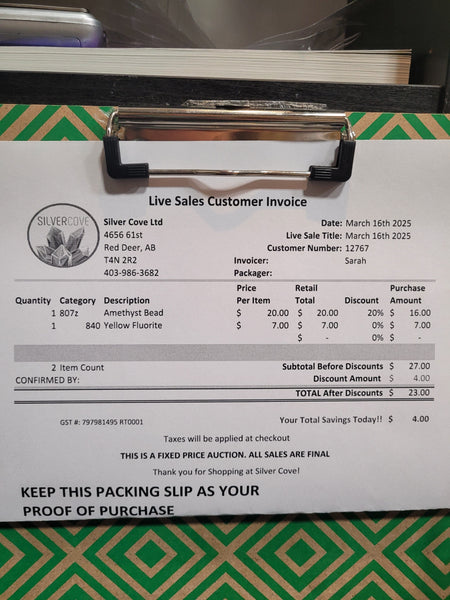 Live Sales Customer Invoice
SILVERCOVE
Silver Cove Ltd
4656 61st
Red Deer, AB
T4N 2R2
403-986-3682
Date: March 16th 2025
Live Sale Title: March 16th 2025
Customer Number: 12767
Invoicer: Sarah
Packager:
Price Retail Purchase
Quantity Category Description Per Item Total Discount Amount
1 807z Amethyst Bead $ 20.00 $ 20.00 20% $ 16.00
1 840 Yellow Fluorite $ 7.00 $ 7.00 0% $ 7.00
$ - 0% $ -
2 Item Count Subtotal Before Discounts $ 27.00
CONFIRMED BY: Discount Amount $ 4.00
TOTAL After Discounts $ 23.00
GST #: 797981495 RT0001 Your Total Savings Today!! $ 4.00
Taxes will be applied at checkout
THIS IS A FIXED PRICE AUCTION. ALL SALES ARE FINAL
Thank you for Shopping at Silver Cove!
KEEP THIS PACKING SLIP AS YOUR
PROOF OF PURCHASE